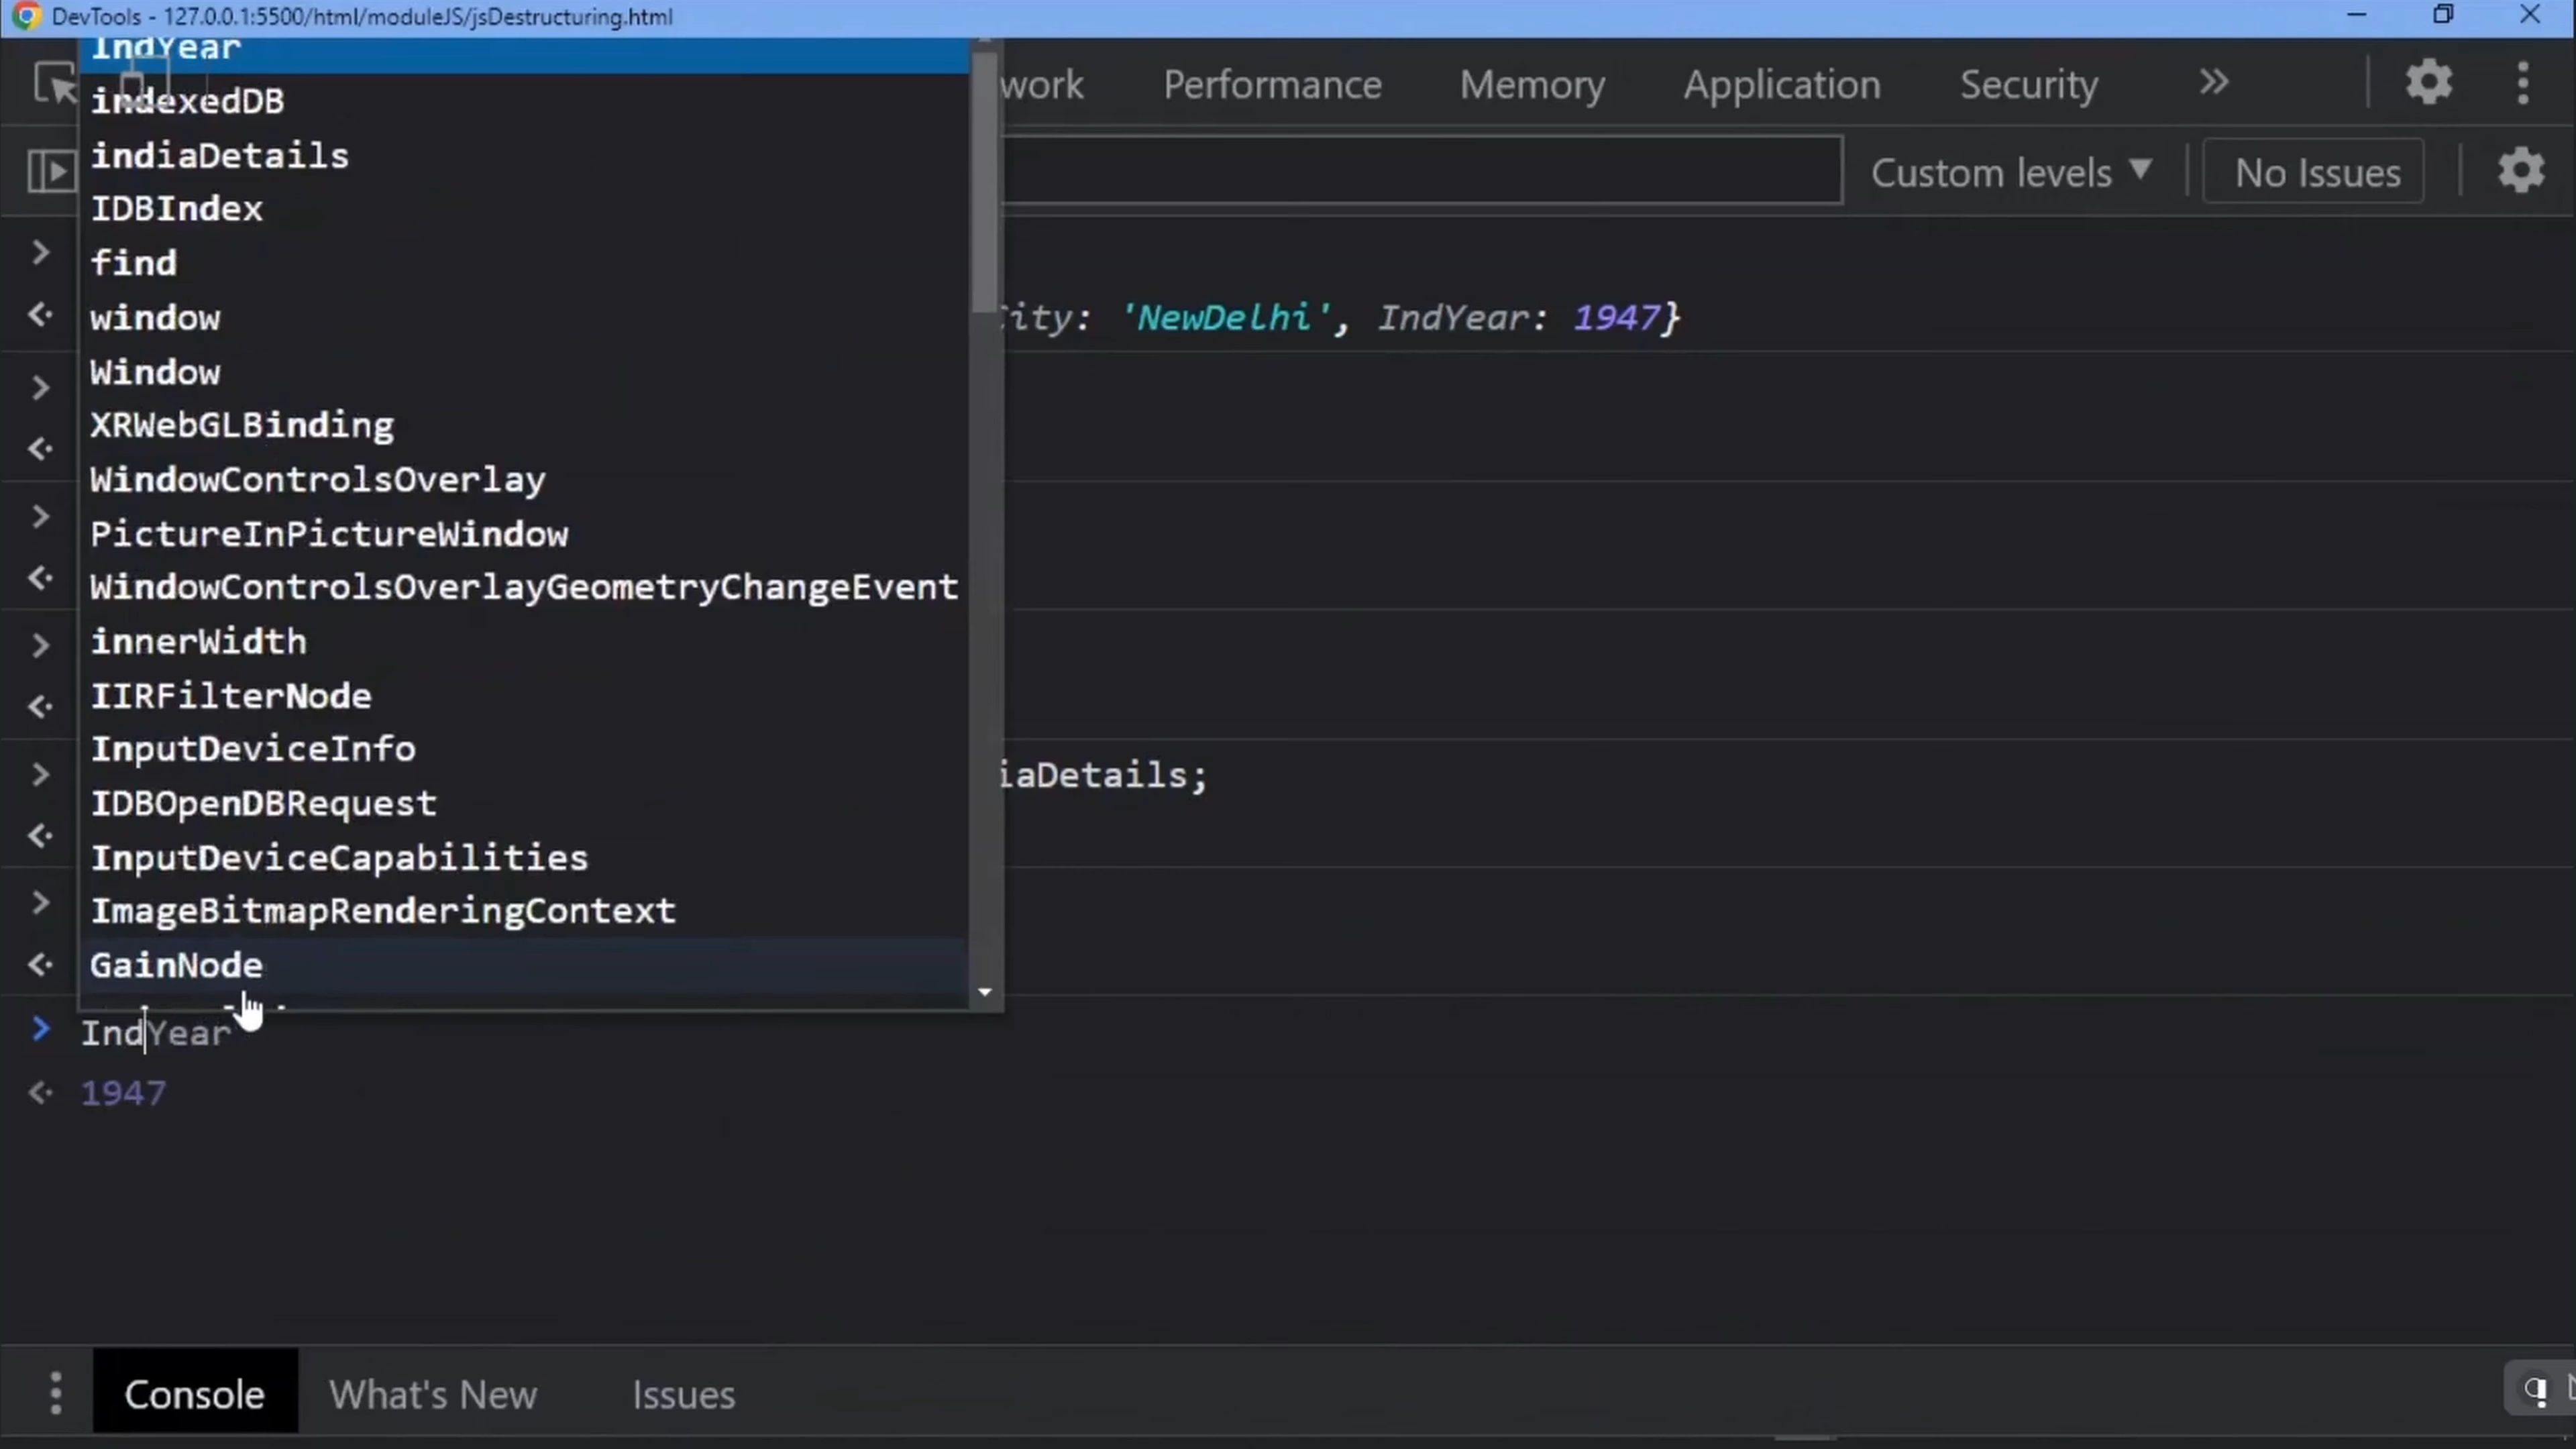 DevTools - 127.0.0.1:5500/html/moduleJS/jsDestructuring.html
IndYear
work Performance Memory Application Security
indexedDB
indiaDetails
Custom levels ▼ No Issues
IDBIndex
find
window
City: 'NewDelhi', IndYear: 1947}
Window
XRWebGLBinding
WindowControlsOverlay
PictureInPictureWindow
WindowControlsOverlayGeometryChangeEvent
innerWidth
IIRFilterNode
InputDeviceInfo
iaDetails;
IDBOpenDBRequest
InputDeviceCapabilities
ImageBitmapRenderingContext
GainNode
IndYear
1947
Console What's New Issues